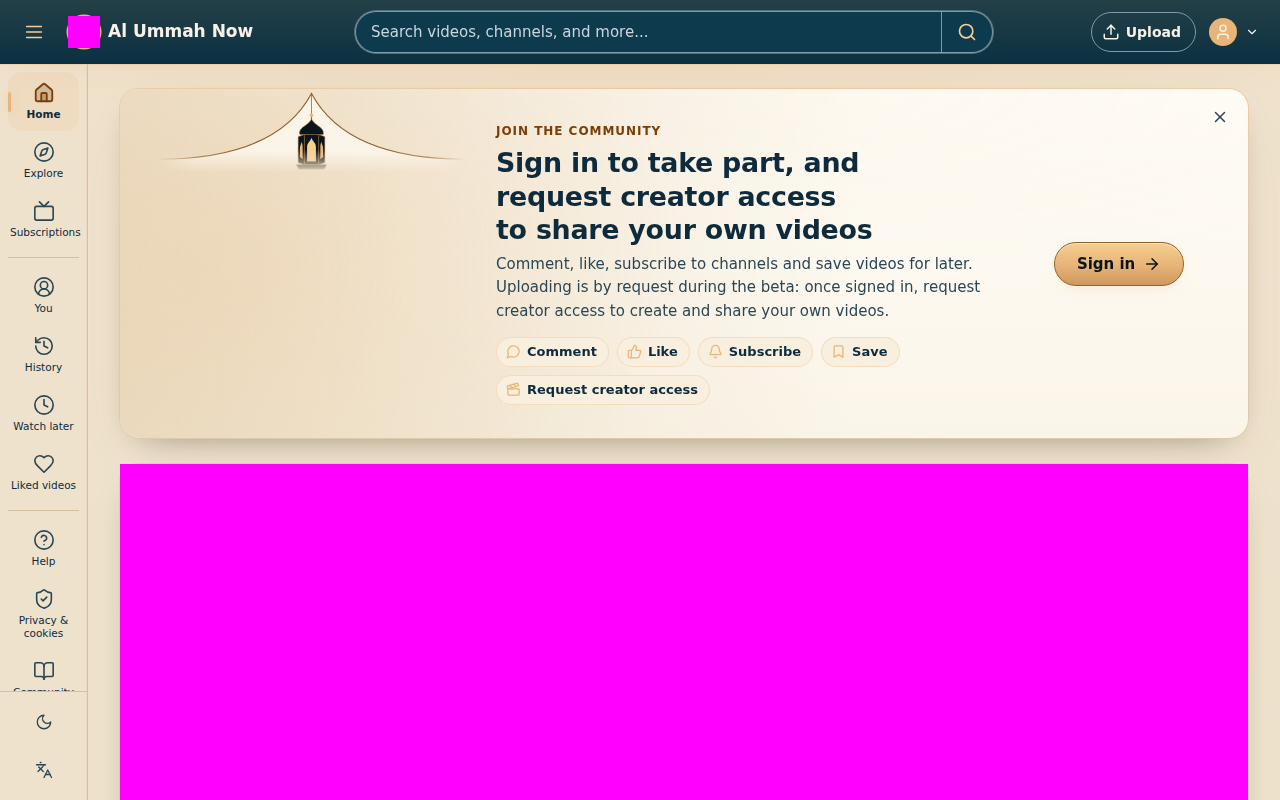 Al Ummah Now
Search videos, channels, and more...
Upload
Home
Explore
Subscriptions
You
History
Watch later
Liked videos
Help
Privacy &
cookies
Community
JOIN THE COMMUNITY
Sign in to take part, and
request creator access
to share your own videos
Comment, like, subscribe to channels and save videos for later.
Uploading is by request during the beta: once signed in, request
creator access to create and share your own videos.
Comment
Like
Subscribe
Save
Request creator access
Sign in